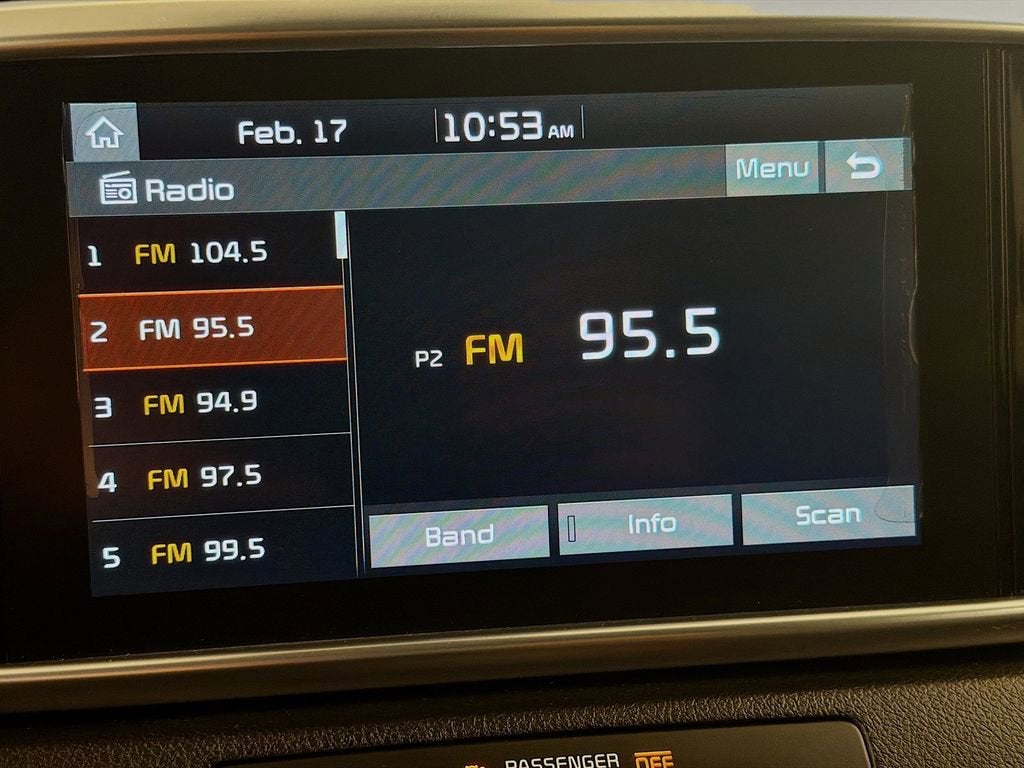 Feb. 17 10:53 AM
Radio Menu
1 FM 104.5
2 FM 95.5
3 FM 94.9
4 FM 97.5
5 FM 99.5
P2 FM 95.5
Band Info Scan
PASSENGER OFF